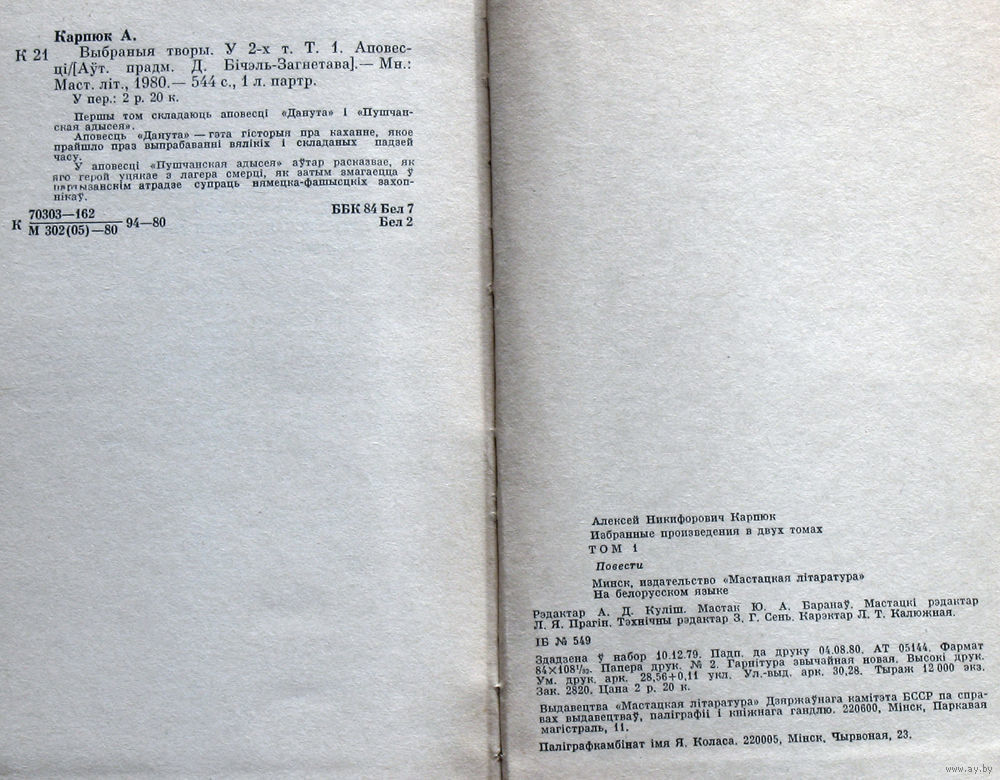 Карпюк А.
К 21 Выбраныя творы. У 2-х т. Т. 1. Аповес-
ці/[Аўт. прадм. Д. Бічэль-Загнетава].— Мн.:
Маст. літ., 1980.— 544 с., 1 л. партр.
У пер.: 2 р. 20 к.
Першы том складаюць аповесці «Данута» і «Пушчан-
ская адысея».
Аповесць «Данута» — гэта гісторыя пра каханне, якое
прайшло праз выпрабаванні вялікіх і складаных падзей
часу.
У аповесці «Пушчанская адысея» аўтар расказвае, як
яго герой уцякае з лагера смерці, як затым змагаецца ў
партызанскім атрадзе супраць нямецка-фашысцкіх захоп-
нікаў.
К 70303—162
М 302(05)—80 94—80
ББК 84 Бел 7
Бел 2
Алексей Никифорович Карпюк
Избранные произведения в двух томах
ТОМ 1
Повести
Минск, издательство «Мастацкая літаратура»
На белорусском языке
Рэдактар А. Д. Куліш. Мастак Ю. А. Баранаў. Мастацкі рэдактар
Л. Я. Прагін. Тэхнічны рэдактар З. Г. Сень. Карэктар Л. Т. Калюжная.
ІБ № 549
Здадзена ў набор 10.12.79. Падп. да друку 04.08.80. АТ 05144. Фармат
84×108¹/₃₂. Папера друк. № 2. Гарнітура звычайная новая. Высокі друк.
Ум. друк. арк. 28,56+0,11 укл. Ул.-выд. арк. 30,28. Тыраж 12 000 экз.
Зак. 2820. Цана 2 р. 20 к.
Выдавецтва «Мастацкая літаратура» Дзяржаўнага камітэта БССР па спра-
вах выдавецтваў, паліграфіі і кніжнага гандлю. 220600, Мінск, Паркавая
магістраль, 11.
Паліграфкамбінат імя Я. Коласа. 220005, Мінск, Чырвоная, 23.
www.ay.by